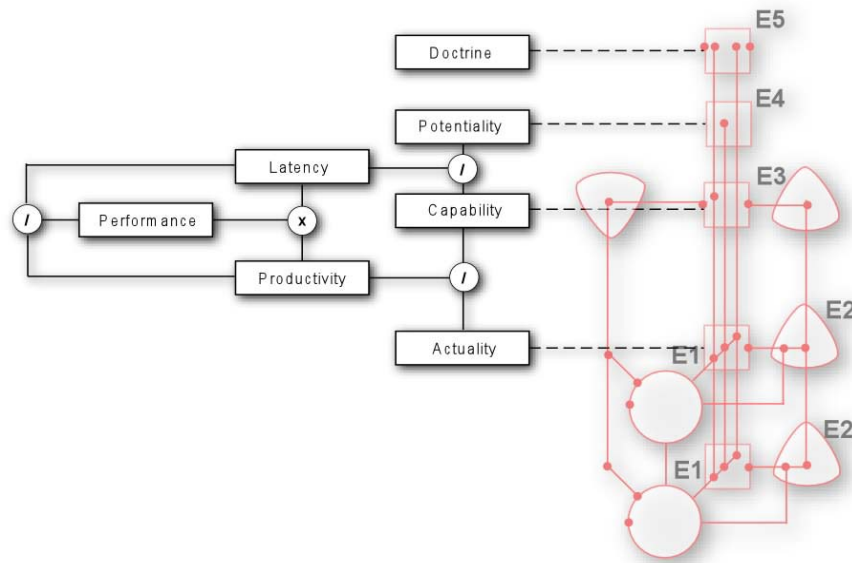 E5
Doctrine
E4
Potentiality
Latency
/
E3
/
Performance
x
Capability
Productivity
/
E2
E1
Actuality
E2
E1